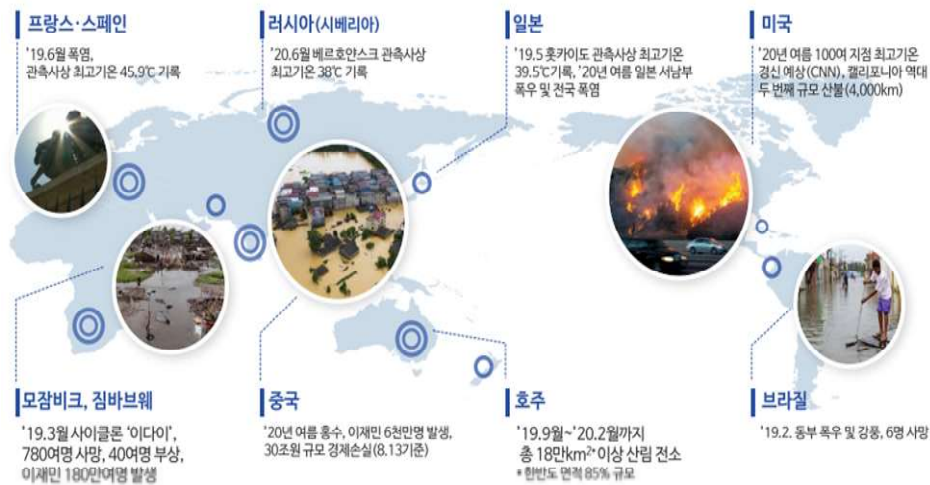 프랑스·스페인
'19.6월 폭염,
관측사상 최고기온 45.9℃ 기록
러시아(시베리아)
'20.6월 베르호얀스크 관측사상
최고기온 38℃ 기록
일본
'19.5 홋카이도 관측사상 최고기온
39.5℃기록, '20년 여름 일본 서남부
폭우 및 전국 폭염
미국
'20년 여름 100여 지점 최고기온
경신 예상(CNN), 캘리포니아 역대
두 번째 규모 산불(4,000km)
모잠비크, 짐바브웨
'19.3월 사이클론 '이다이',
780여명 사망, 40여명 부상,
이재민 180만여명 발생
중국
'20년 여름 홍수, 이재민 6천만명 발생,
30조원 규모 경제손실(8.13기준)
호주
'19.9월~'20.2월까지
총 18만km²*이상 산림 전소
* 한반도 면적 85% 규모
브라질
'19.2. 동부 폭우 및 강풍, 6명 사망